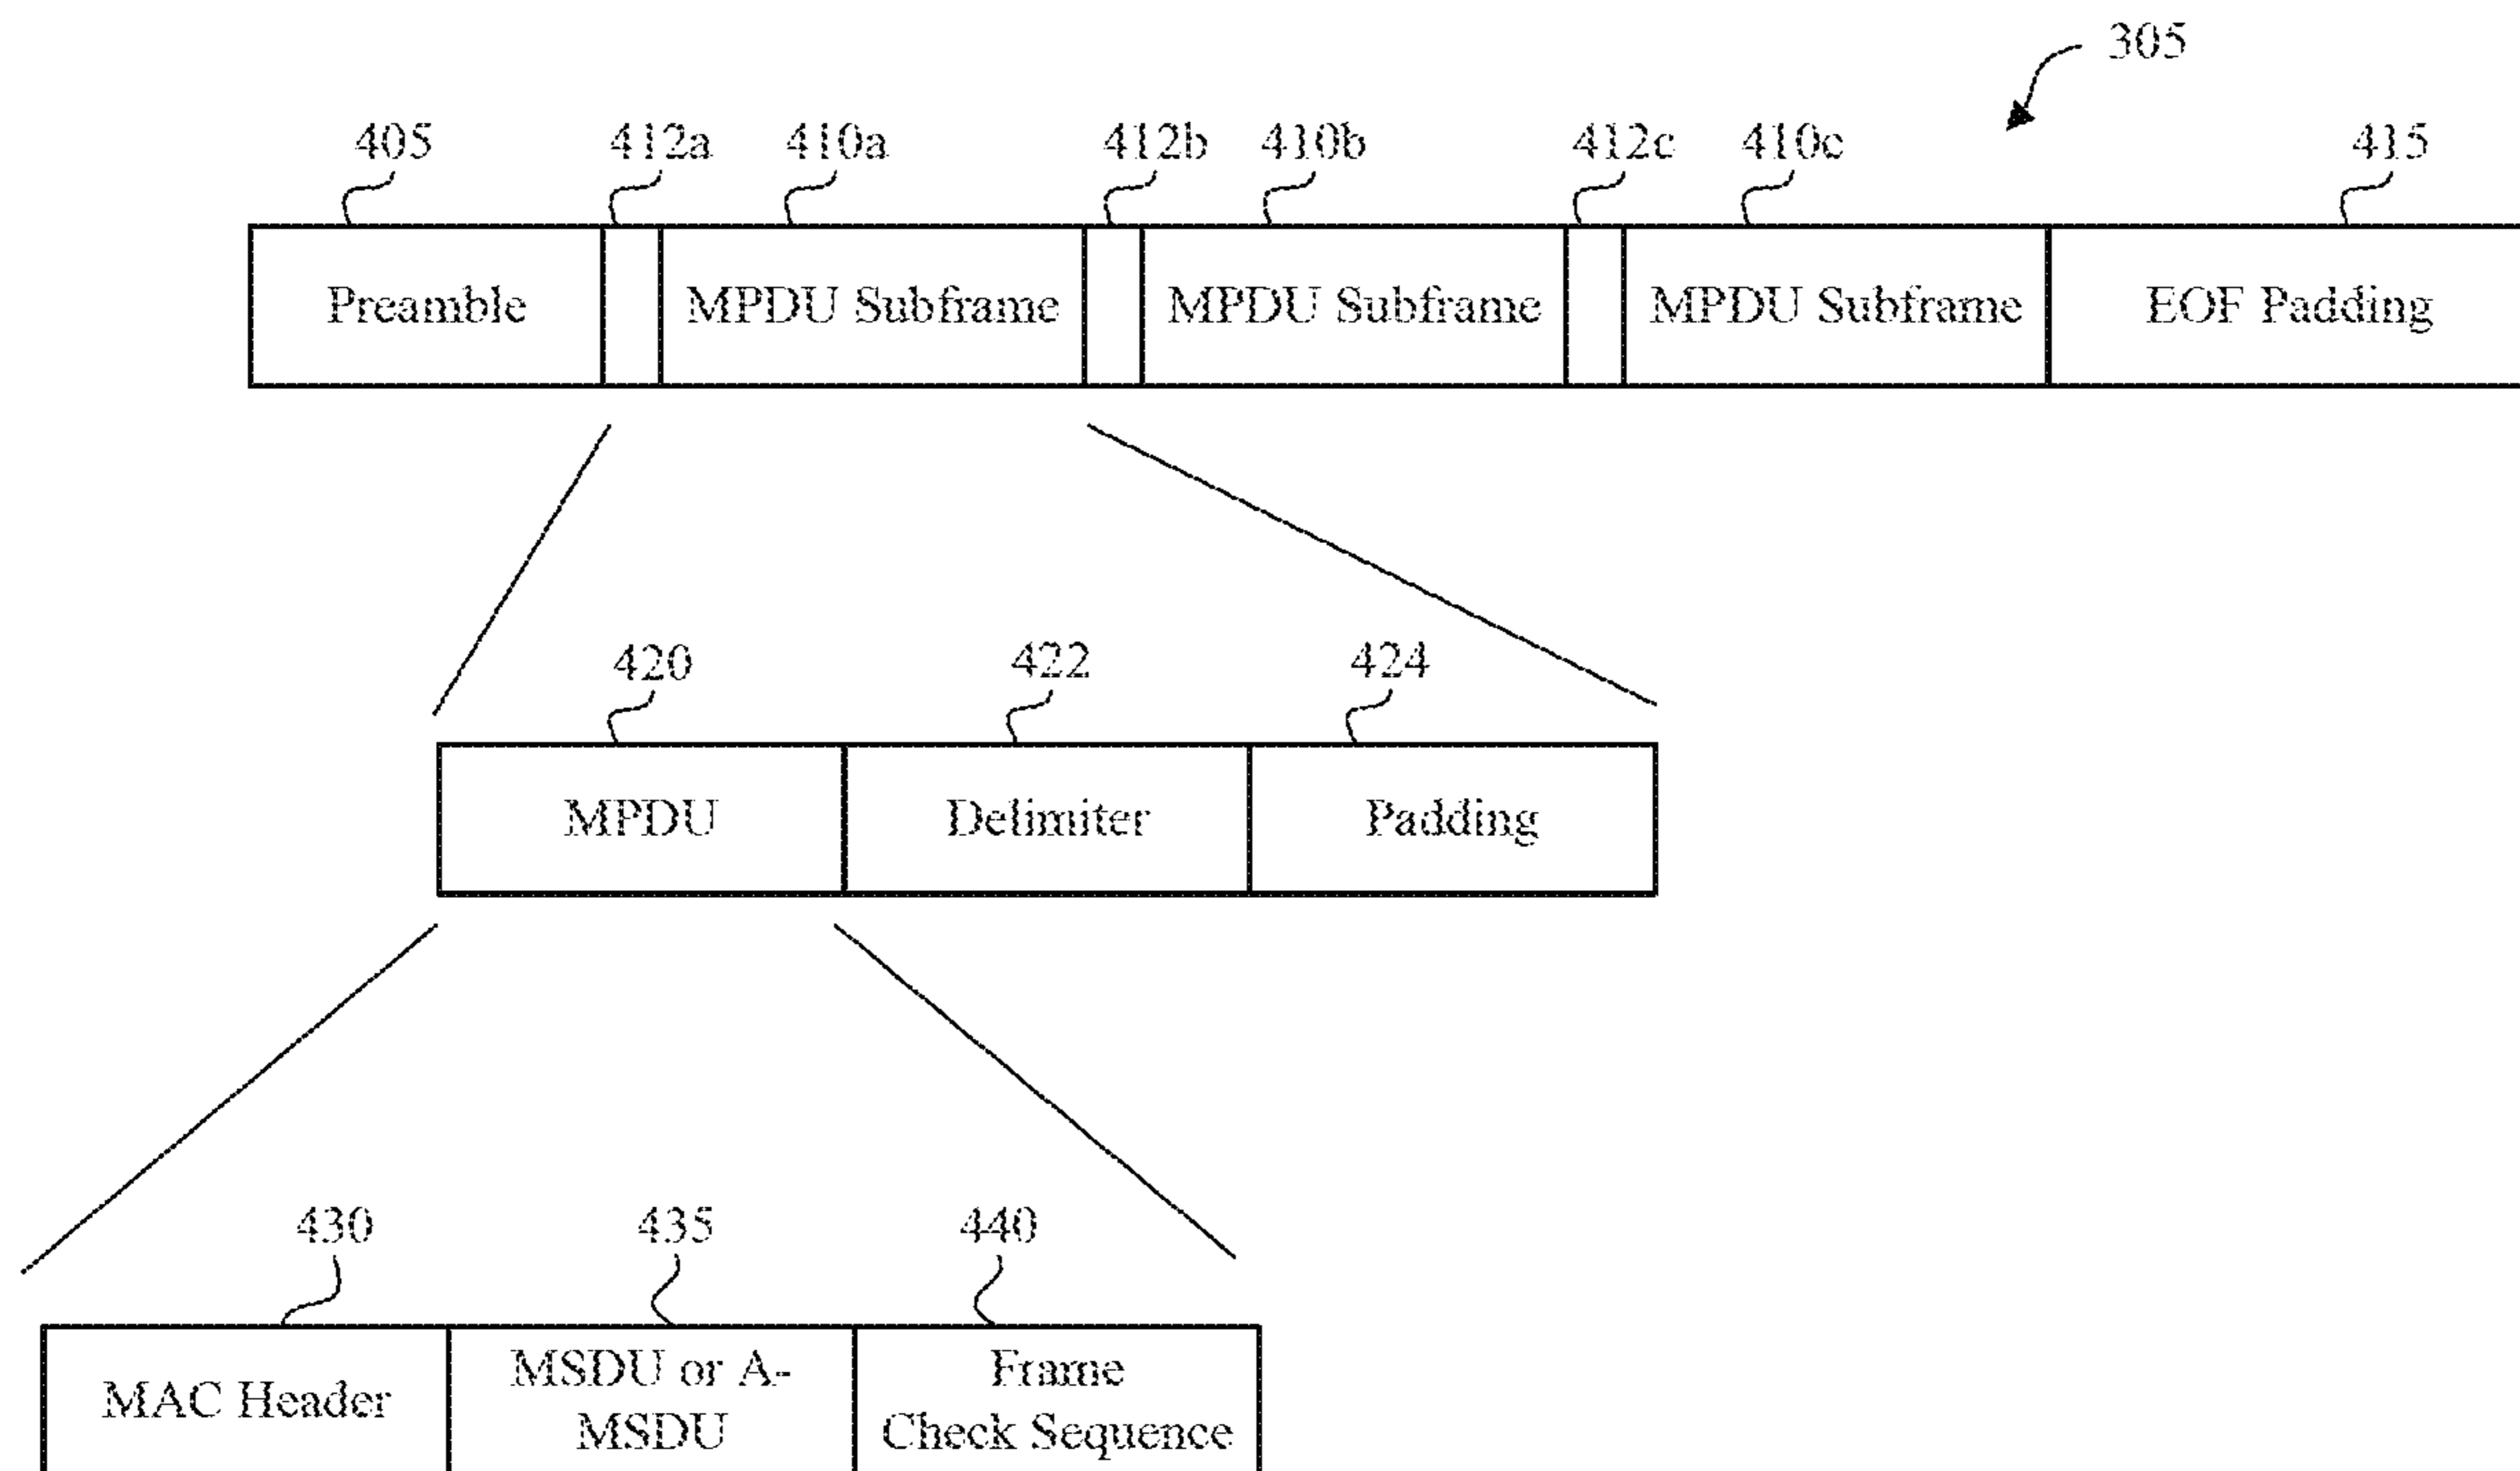 305
405 412a 410a 412b 410b 412c 410c 415
Preamble MPDU Subframe MPDU Subframe MPDU Subframe EOF Padding
420 422 424
MPDU Delimiter Padding
430 435 440
MAC Header
MSDU or A-
MSDU
Frame
Check Sequence